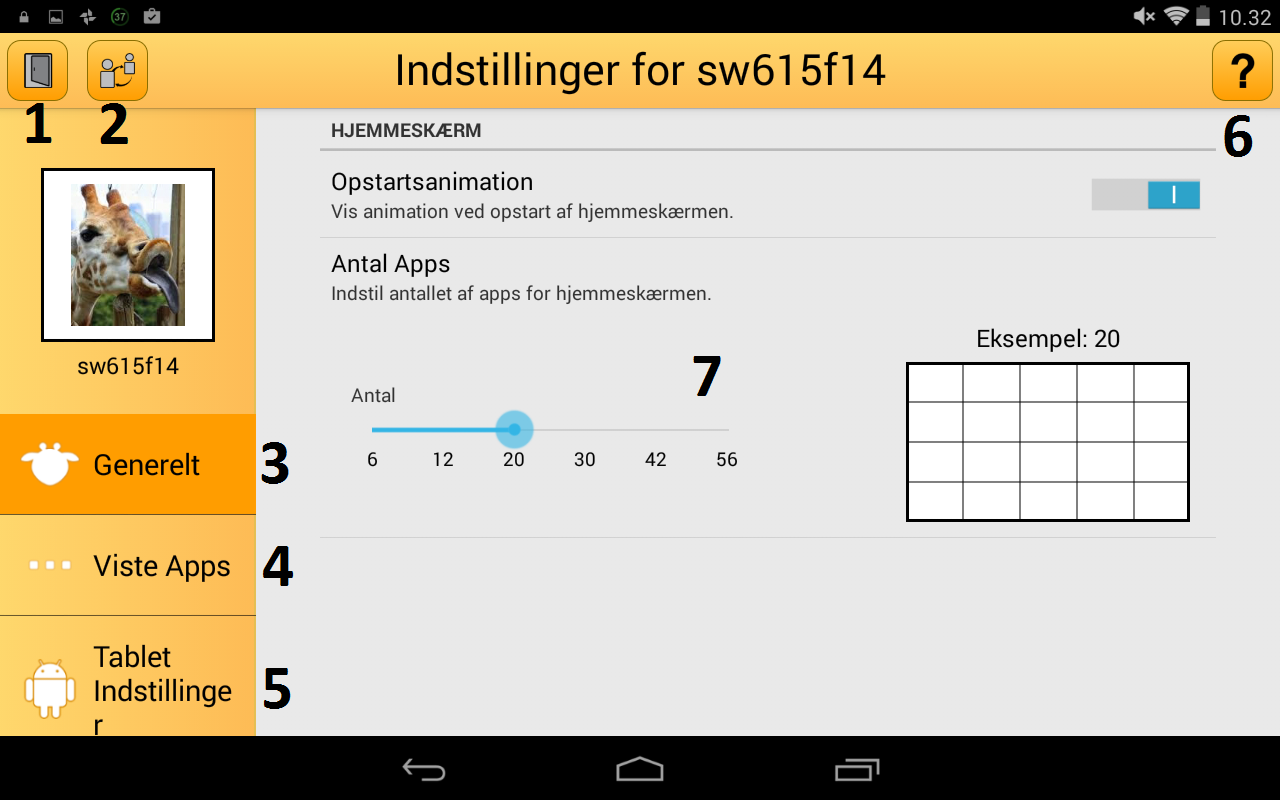 37
10.32
Indstillinger for sw615f14
?
1
2
6
HJEMMESKÆRM
Opstartsanimation
Vis animation ved opstart af hjemmeskærmen.
Antal Apps
Indstil antallet af apps for hjemmeskærmen.
sw615f14
Eksempel: 20
7
Antal
6 12 20 30 42 56
Generelt
3
Viste Apps
4
Tablet
Indstillinge
r
5